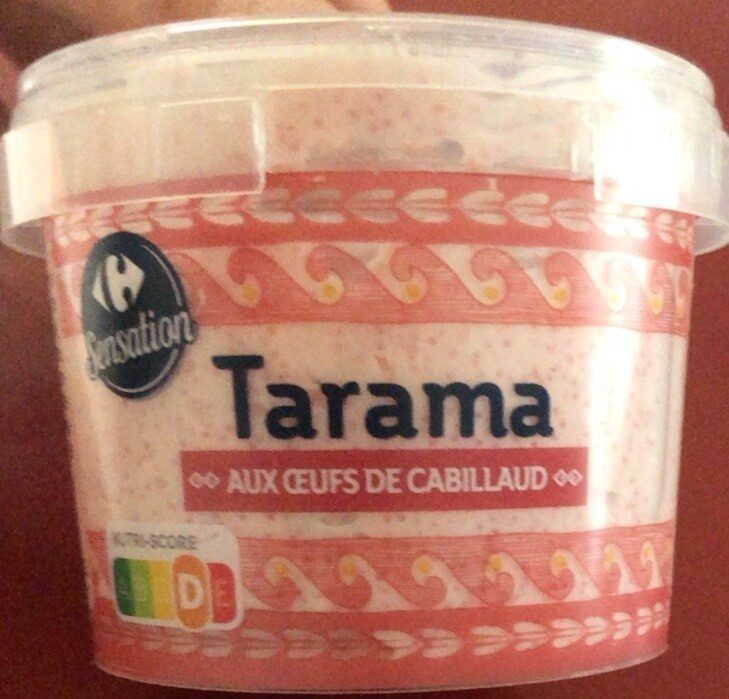 Sensation
Tarama
AUX ŒUFS DE CABILLAUD
NUTRI-SCORE
A B C D E